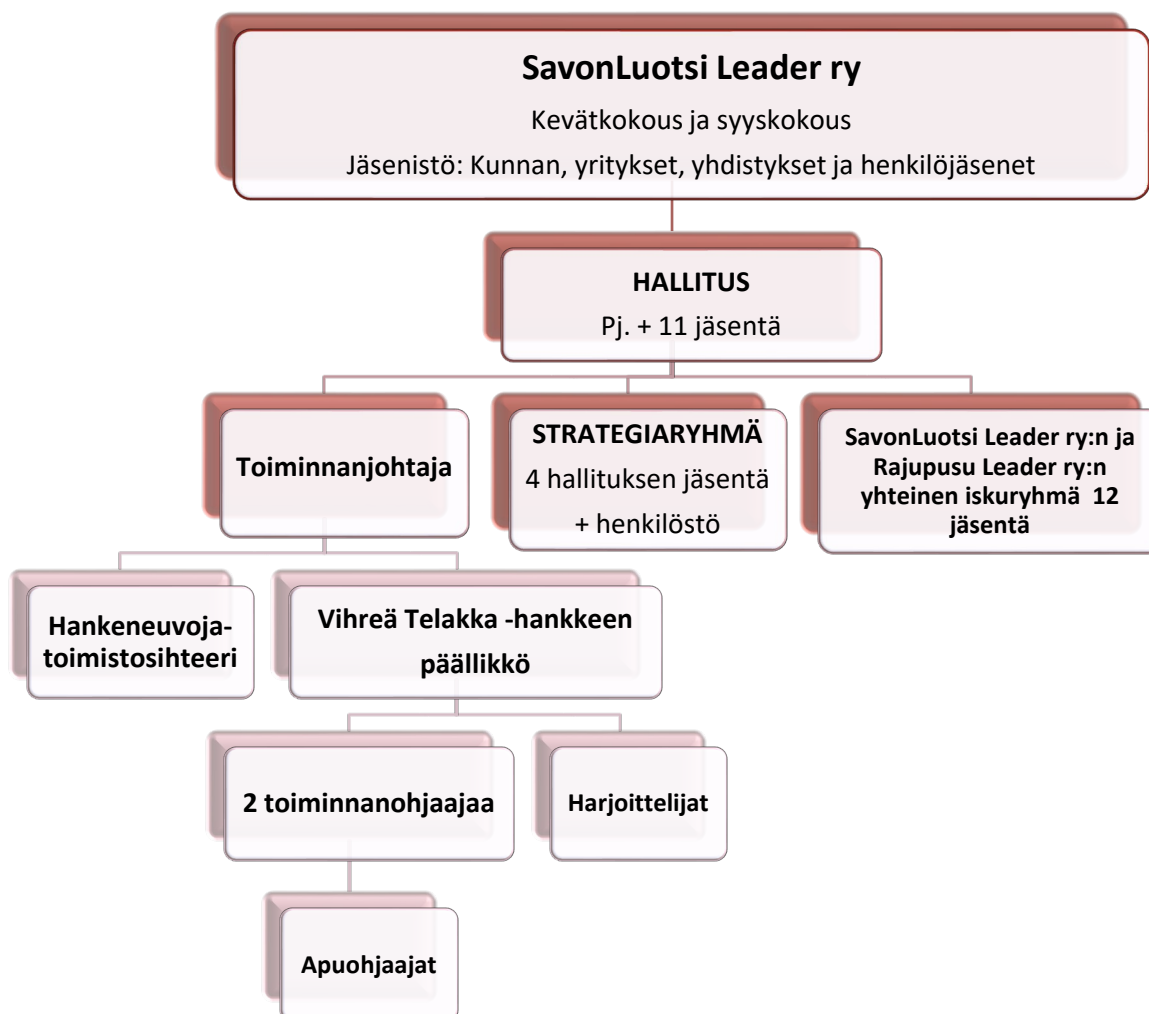 SavonLuotsi Leader ry
Kevätkokous ja syyskokous
Jäsenistö: Kunnan, yritykset, yhdistykset ja henkilöjäsenet
HALLITUS
Pj. + 11 jäsentä
Toiminnanjohtaja
STRATEGIARYHMÄ
4 hallituksen jäsentä
+ henkilöstö
SavonLuotsi Leader ry:n ja
Rajupusu Leader ry:n
yhteinen iskuryhmä 12
jäsentä
Hankeneuvoja-
toimistosihteeri
Vihreä Telakka -hankkeen
päällikkö
2 toiminnanohjaajaa
Harjoittelijat
Apuohjaajat